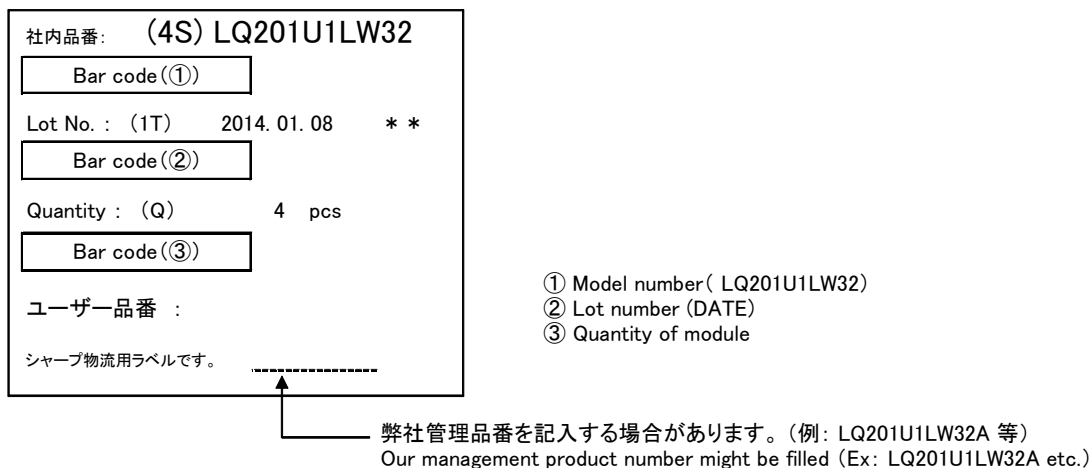 社内品番: (4S) LQ201U1LW32
Bar code(①)
Lot No. : (1T) 2014. 01. 08 * *
Bar code(②)
Quantity : (Q) 4 pcs
Bar code(③)
ユーザー品番 :
シャープ物流用ラベルです。
① Model number( LQ201U1LW32)
② Lot number (DATE)
③ Quantity of module
弊社管理品番を記入する場合があります。(例: LQ201U1LW32A 等)
Our management product number might be filled (Ex: LQ201U1LW32A etc.)